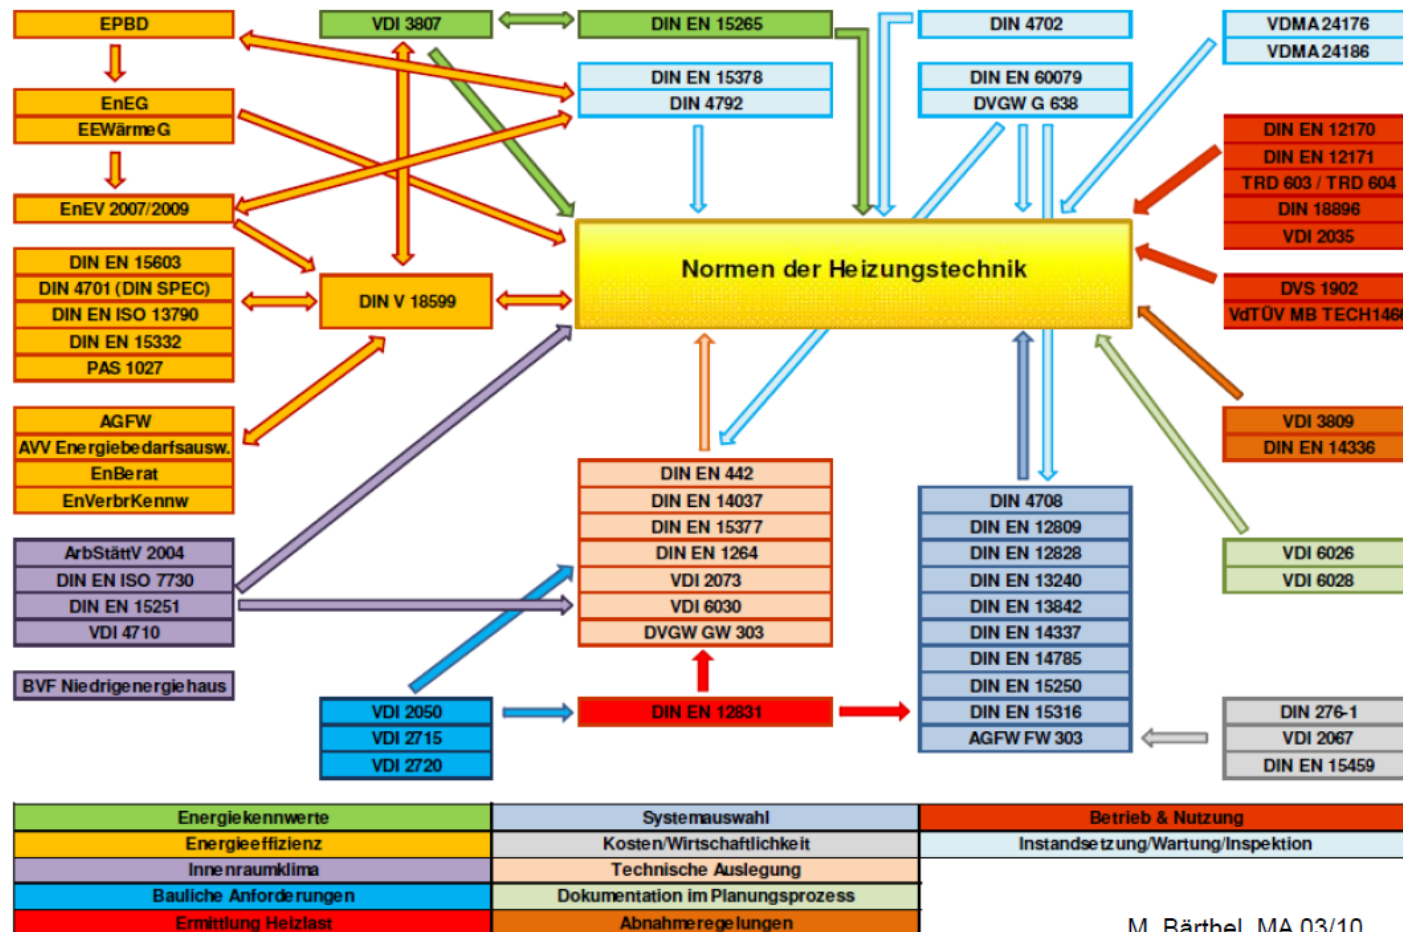 EPBD
VDI 3807
DIN EN 15265
DIN 4702
VDMA 24176
VDMA 24186
EnEG
EEWärmeG
DIN EN 15378
DIN 4792
DIN EN 60079
DVGW G 638
DIN EN 12170
DIN EN 12171
TRD 603 / TRD 604
DIN 18896
VDI 2035
EnEV 2007/2009
Normen der Heizungstechnik
DIN EN 15603
DIN 4701 (DIN SPEC)
DIN EN ISO 13790
DIN EN 15332
PAS 1027
DIN V 18599
DVS 1902
VdTÜV MB TECH1466
AGFW
AVV Energiebedarfsausw.
EnBerat
EnVerbrKennw
VDI 3809
DIN EN 14336
DIN EN 442
DIN EN 14037
DIN EN 15377
DIN EN 1264
VDI 2073
VDI 6030
DVGW GW 303
DIN 4708
DIN EN 12809
DIN EN 12828
DIN EN 13240
DIN EN 13842
DIN EN 14337
DIN EN 14785
DIN EN 15250
DIN EN 15316
AGFW FW 303
ArbStättV 2004
DIN EN ISO 7730
DIN EN 15251
VDI 4710
VDI 6026
VDI 6028
BVF Niedrigenergiehaus
VDI 2050
VDI 2715
VDI 2720
DIN EN 12831
DIN 276-1
VDI 2067
DIN EN 15459
Energiekennwerte
Systemauswahl
Betrieb & Nutzung
Energieeffizienz
Kosten/Wirtschaftlichkeit
Instandsetzung/Wartung/Inspektion
Innenraumklima
Technische Auslegung
Bauliche Anforderungen
Dokumentation im Planungsprozess
Ermittlung Heizlast
Abnahmeregelungen
M. Bärthel, MA 03/10